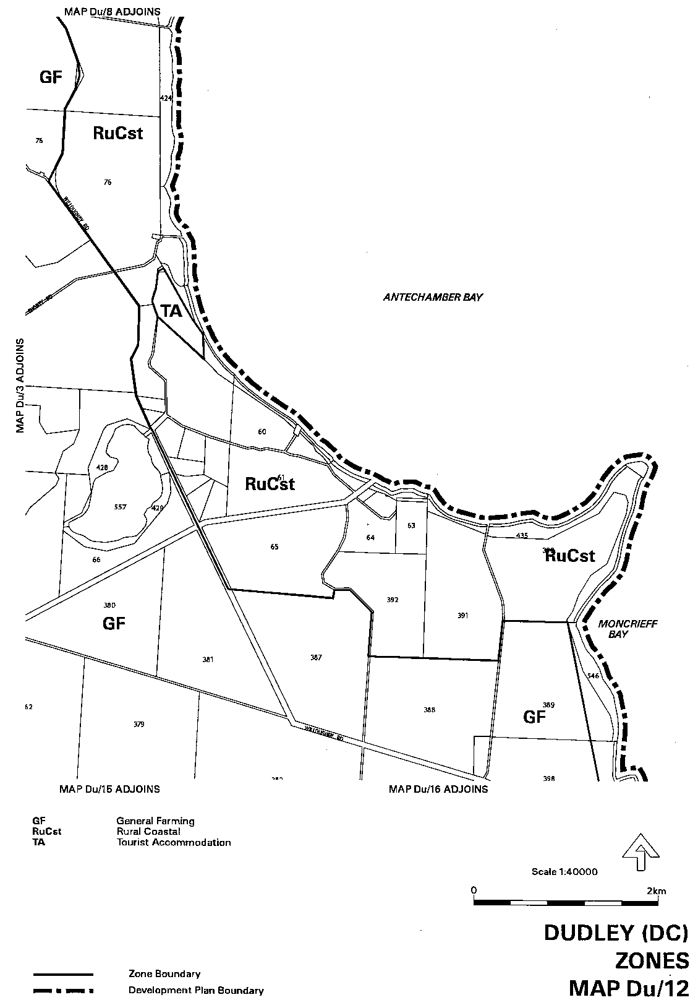 MAP Du/8 ADJOINS
GF
424
RuCst
76
76
WILLOUGHBY RD
ANTECHAMBER BAY
TA
MAP Du/3 ADJOINS
60
428
RuCst
61
557
429
63
64
435
65
RuCst
66
392
380
391
GF
MONCRIEFF
BAY
381
387
546
62
388
389
GF
379
WILLOUGHBY RD
398
MAP Du/15 ADJOINS
MAP Du/16 ADJOINS
GF General Farming
RuCst Rural Coastal
TA Tourist Accommodation
Scale 1:40000
0 2km
DUDLEY (DC)
ZONES
MAP Du/12
Zone Boundary
Development Plan Boundary